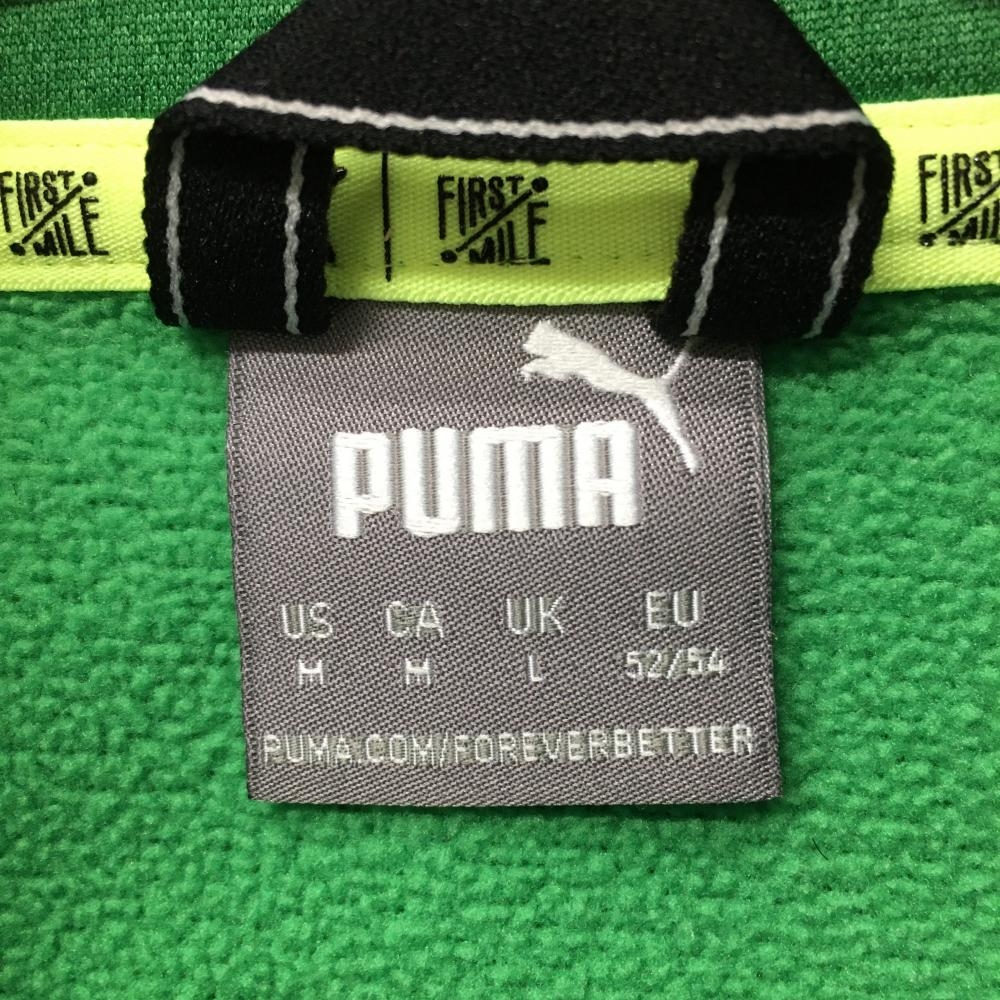 FIRST
MILE
FIRST
MILE
FIRST
MILE
PUMA
US CA UK EU
M M L 52/54
PUMA.COM/FOREVERBETTER